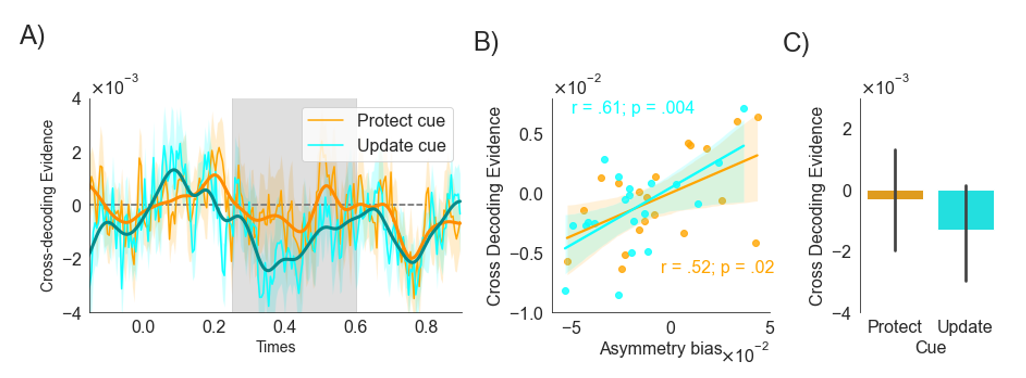 A)
×10⁻³
Cross-decoding Evidence
4
2
0
−2
−4
Protect cue
Update cue
0.0
0.2
0.4
0.6
0.8
Times
B)
×10⁻²
r = .61; p = .004
Cross Decoding Evidence
0.5
0.0
−0.5
−1.0
r = .52; p = .02
−5
0
5
Asymmetry bias
×10⁻²
C)
×10⁻³
Cross Decoding Evidence
2
0
−2
−4
Protect
Update
Cue